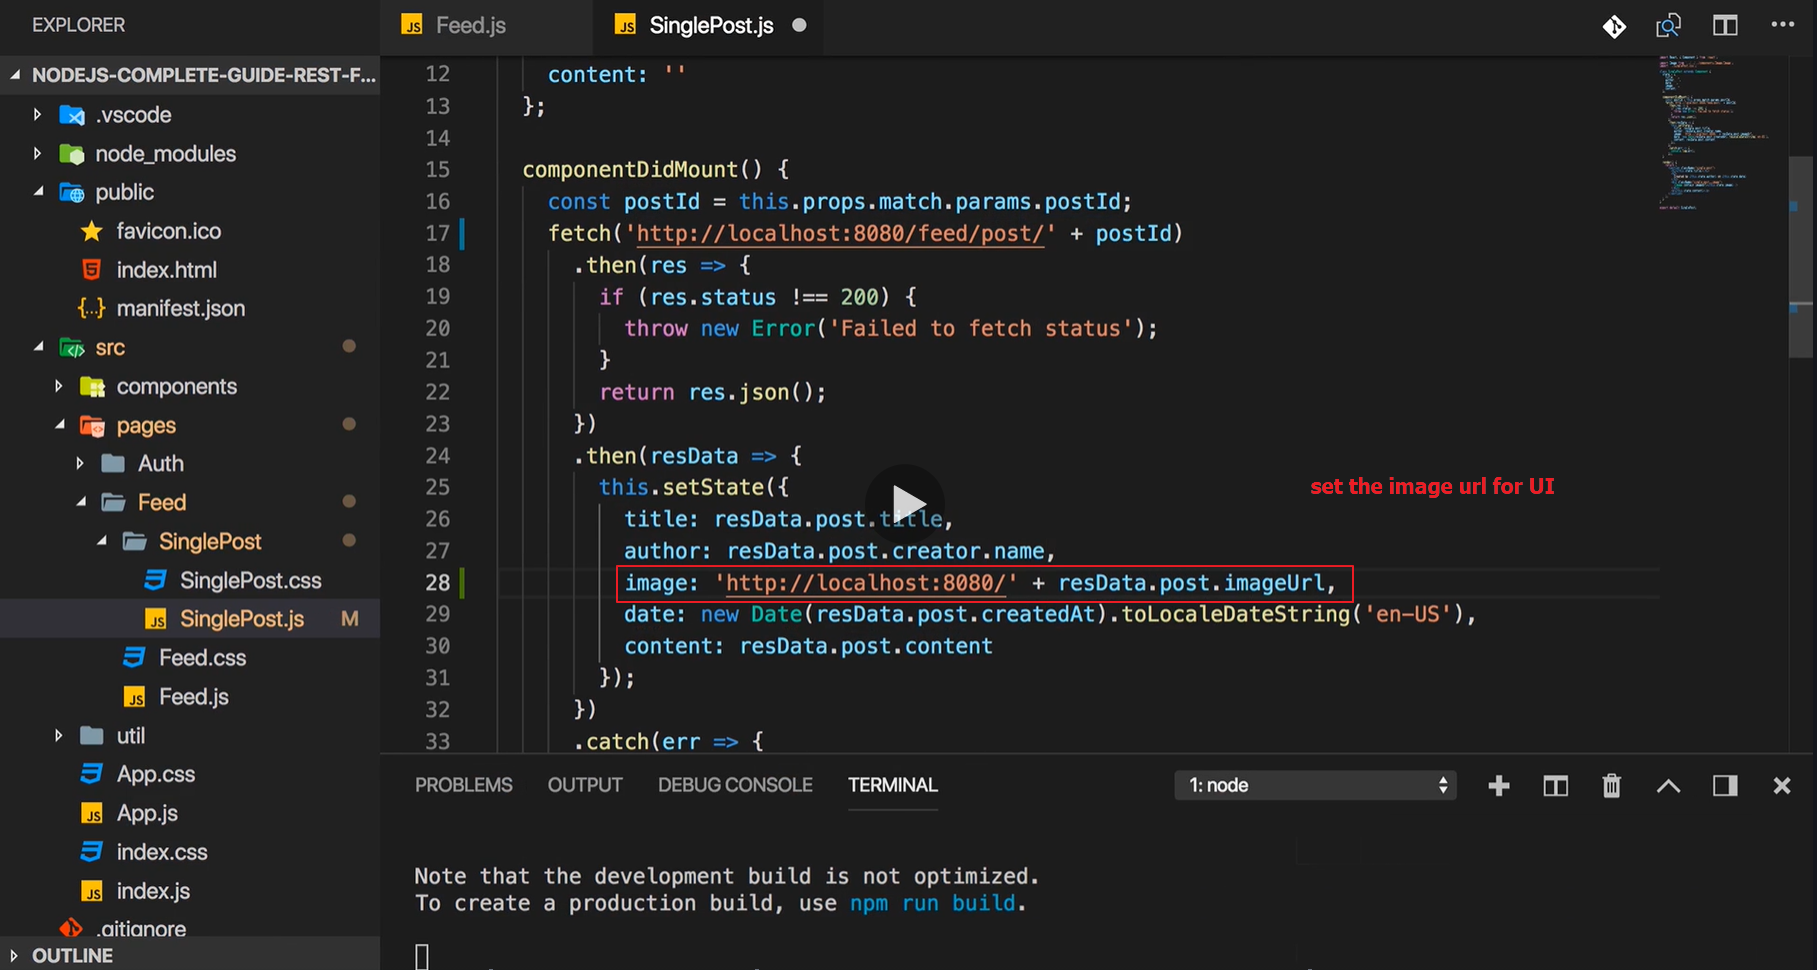 EXPLORER
NODEJS-COMPLETE-GUIDE-REST-F...
.vscode
node_modules
public
favicon.ico
index.html
manifest.json
src
components
pages
Auth
Feed
SinglePost
SinglePost.css
SinglePost.js M
Feed.css
Feed.js
util
App.css
App.js
index.css
index.js
.gitignore
OUTLINE
Feed.js
SinglePost.js
12 content: ''
13 };
14
15 componentDidMount() {
16 const postId = this.props.match.params.postId;
17 fetch('http://localhost:8080/feed/post/' + postId)
18 .then(res => {
19 if (res.status !== 200) {
20 throw new Error('Failed to fetch status');
21 }
22 return res.json();
23 })
24 .then(resData => {
25 this.setState({
26 title: resData.post.title,
27 author: resData.post.creator.name,
28 image: 'http://localhost:8080/' + resData.post.imageUrl,
29 date: new Date(resData.post.createdAt).toLocaleDateString('en-US'),
30 content: resData.post.content
31 });
32 })
33 .catch(err => {
set the image url for UI
PROBLEMS OUTPUT DEBUG CONSOLE TERMINAL
1: node
Note that the development build is not optimized.
To create a production build, use npm run build.